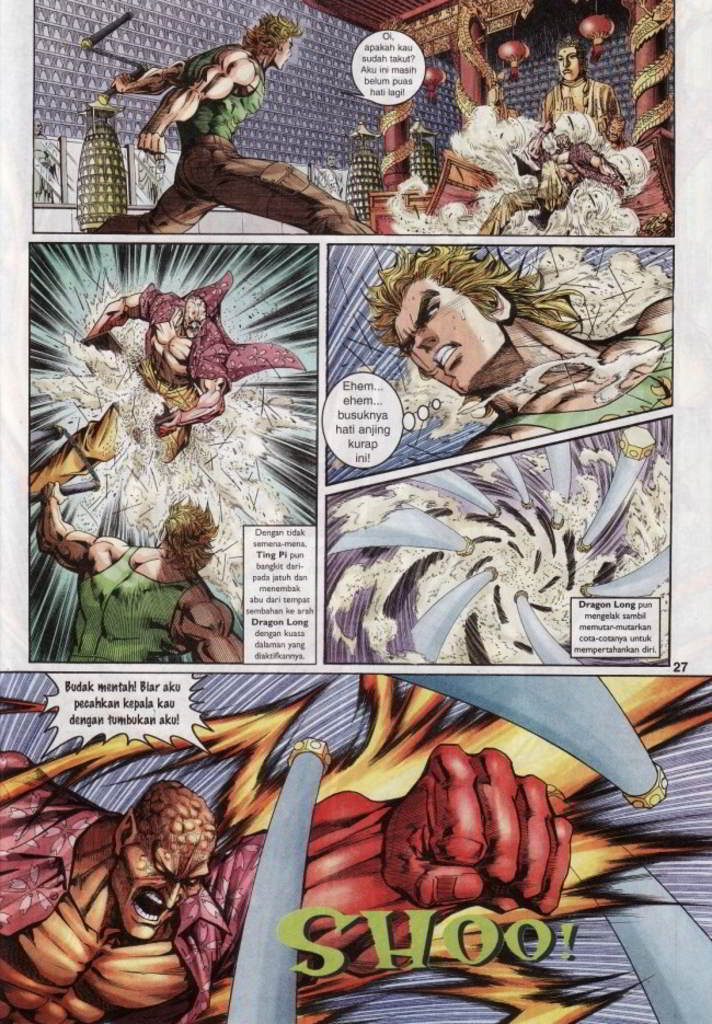 Oi,
apakah kau
sudah takut?
Aku masih
belum puas
hati lagi!
Dengan tidak
semena-mena,
Ting Pi pun
bangkit dari-
pada jatuh dan
menembak
abu dari tempat
sembahan ke arah
Dragon Long
dengan kuasa
dalaman yang
diaktifkannya.
Ehem...
ehem...
busuknya
hati anjing
kurap
ini!
Dragon Long pun
mengelak sambil
memutar-mutarkan
cota-cotanya untuk
mempertahankan diri.
27
Budak mentah! Biar aku
pecahkan kepala kau
dengan tumbukan aku!
SHOO!